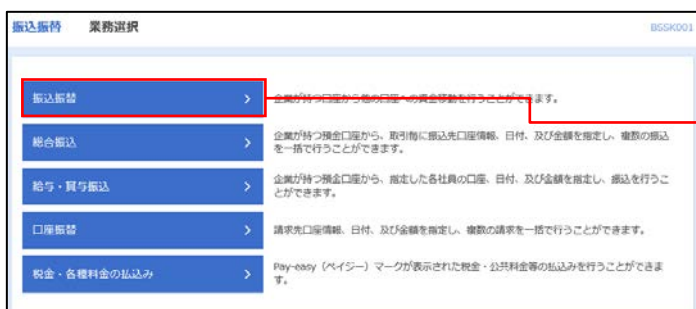 振込振替 業務選択
BSSK001
振込振替
企業が持つ口座から他の口座への資金移動を行うことができます。
総合振込
企業が持つ預金口座から、取引毎に振込先口座情報、日付、及び金額を指定し、複数の振込
を一括で行うことができます。
給与・賞与振込
企業が持つ預金口座から、指定した各社員の口座、日付、及び金額を指定し、振込を行うこ
とができます。
口座振替
請求先口座情報、日付、及び金額を指定し、複数の請求を一括で行うことができます。
税金・各種料金の払込み
Pay-easy（ペイジー）マークが表示された税金・公共料金等の払込みを行うことができま
す。